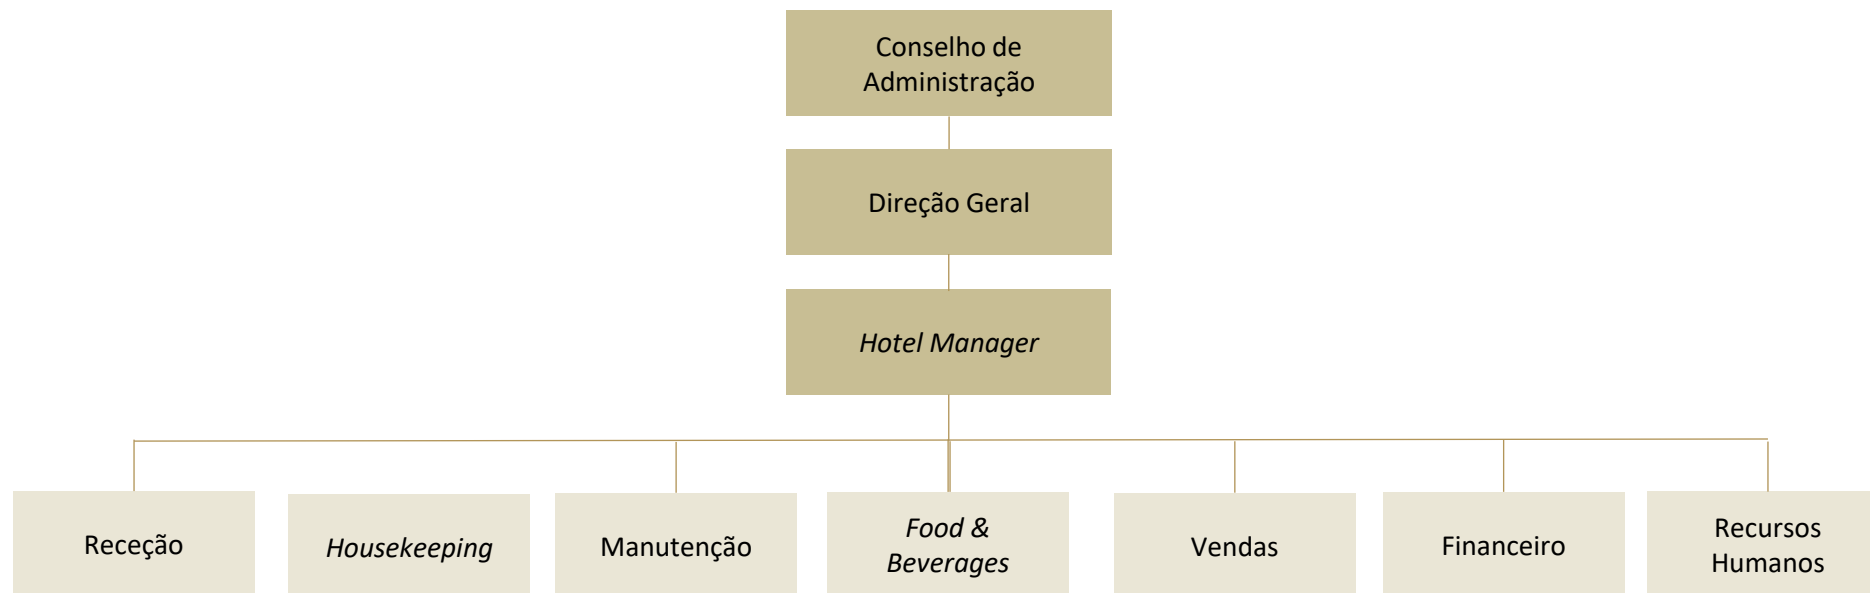 Conselho de
Administração
Direção Geral
Hotel Manager
Receção
Housekeeping
Manutenção
Food &
Beverages
Vendas
Financeiro
Recursos
Humanos